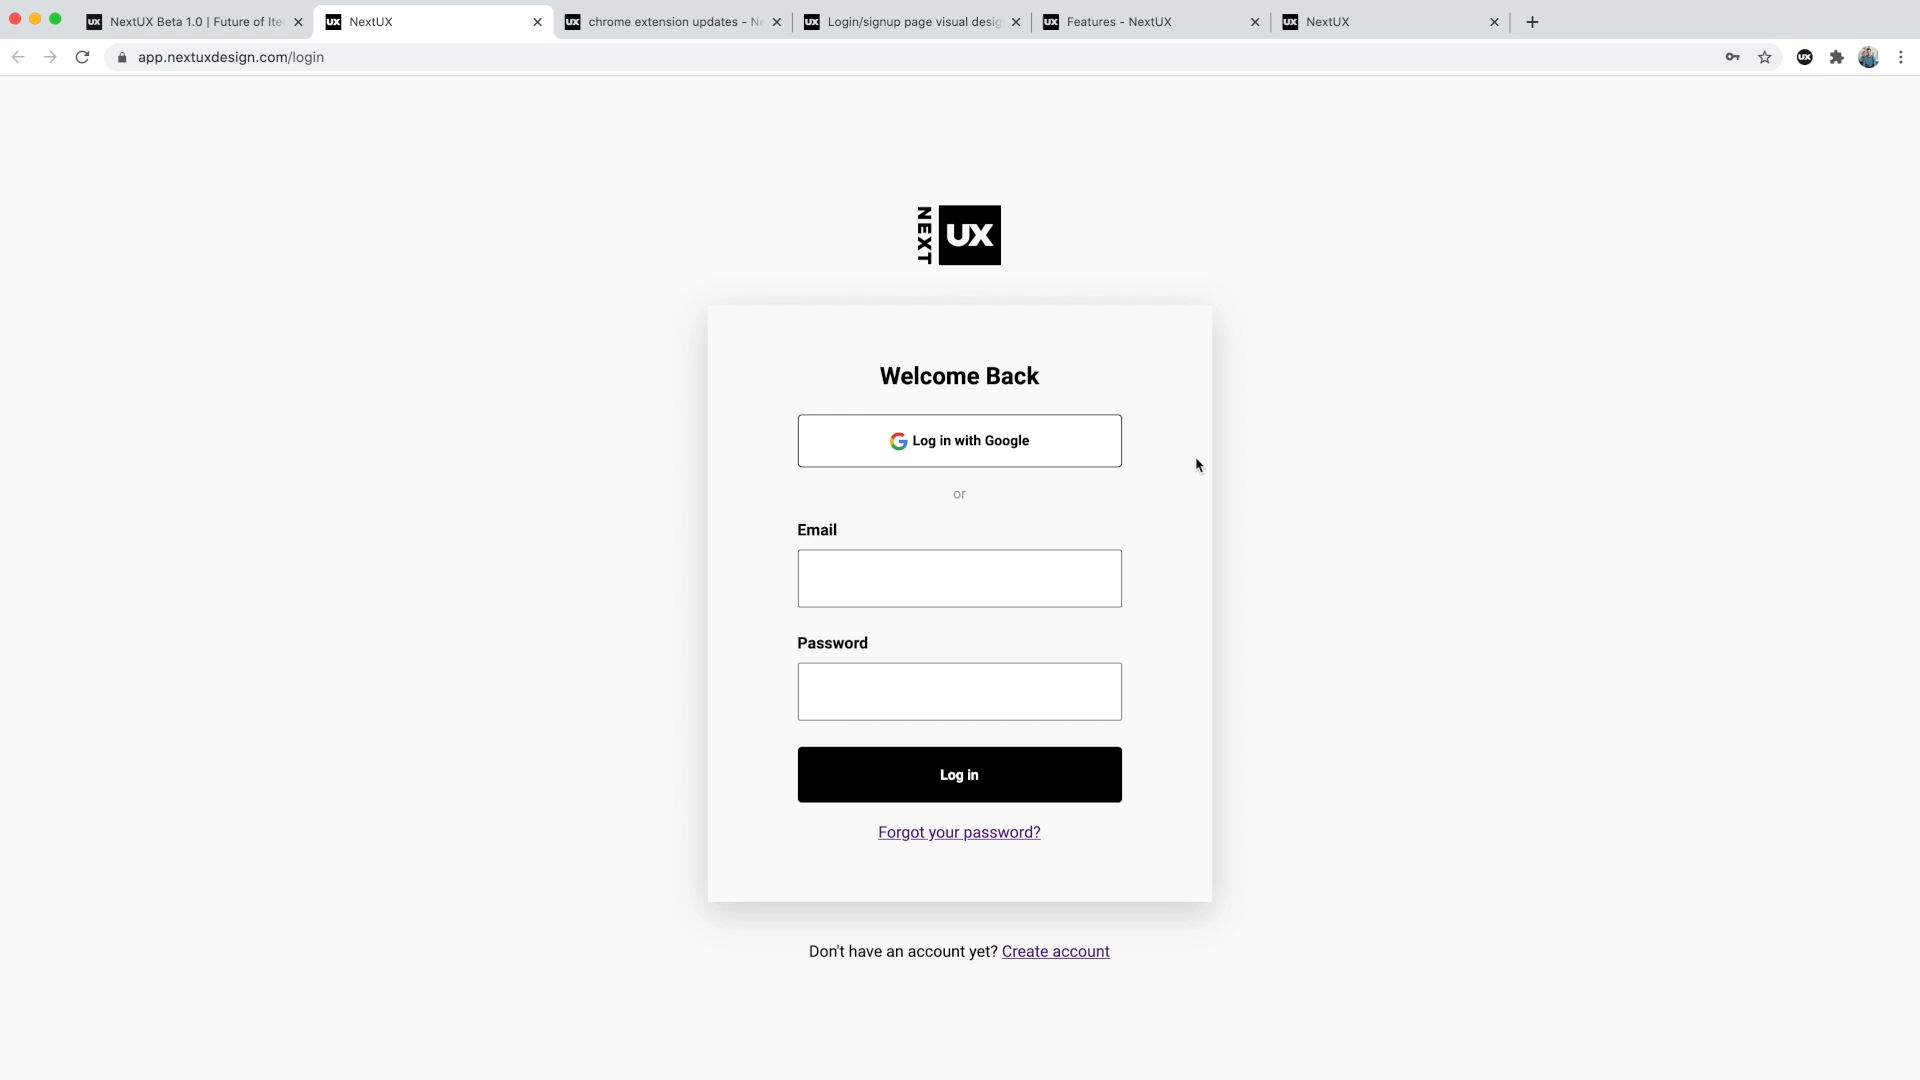 NextUX Beta 1.0 | Future of Ite
NextUX
chrome extension updates - Ne
Login/signup page visual desig
Features - NextUX
NextUX
app.nextuxdesign.com/login
NEXT
UX
Welcome Back
Log in with Google
or
Email
Password
Log in
Forgot your password?
Don't have an account yet? Create account